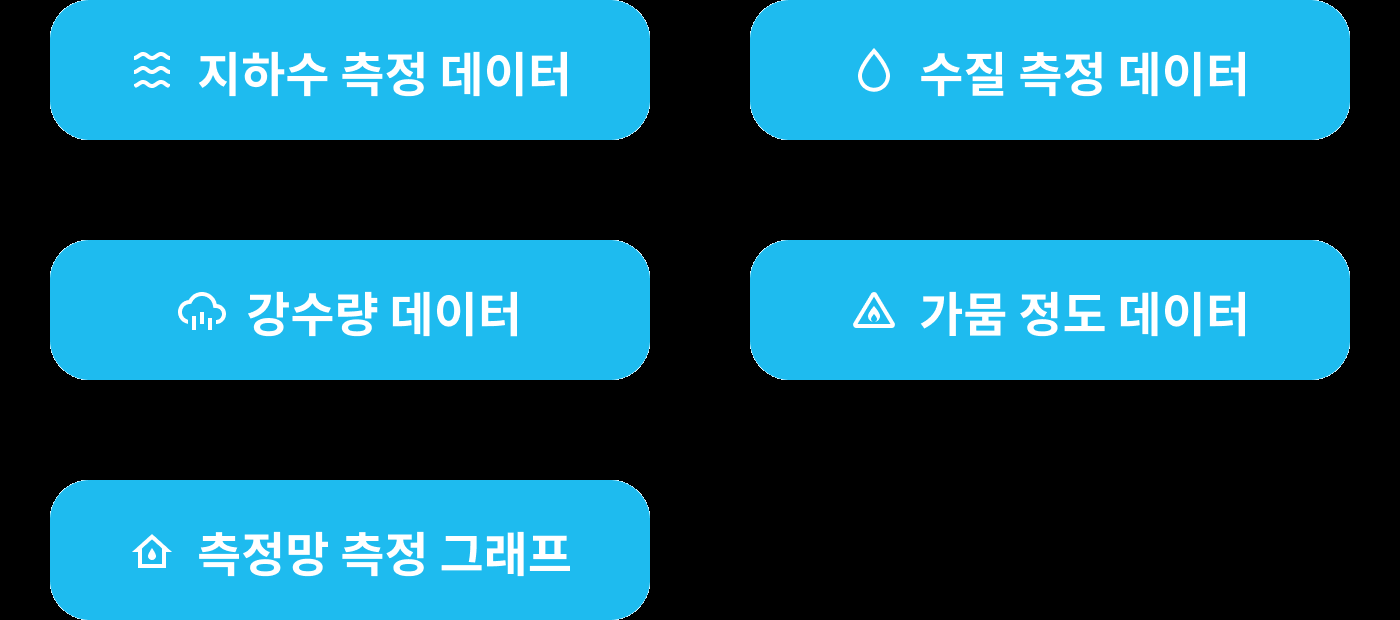 지하수 측정 데이터
수질 측정 데이터
강수량 데이터
가뭄 정도 데이터
측정망 측정 그래프